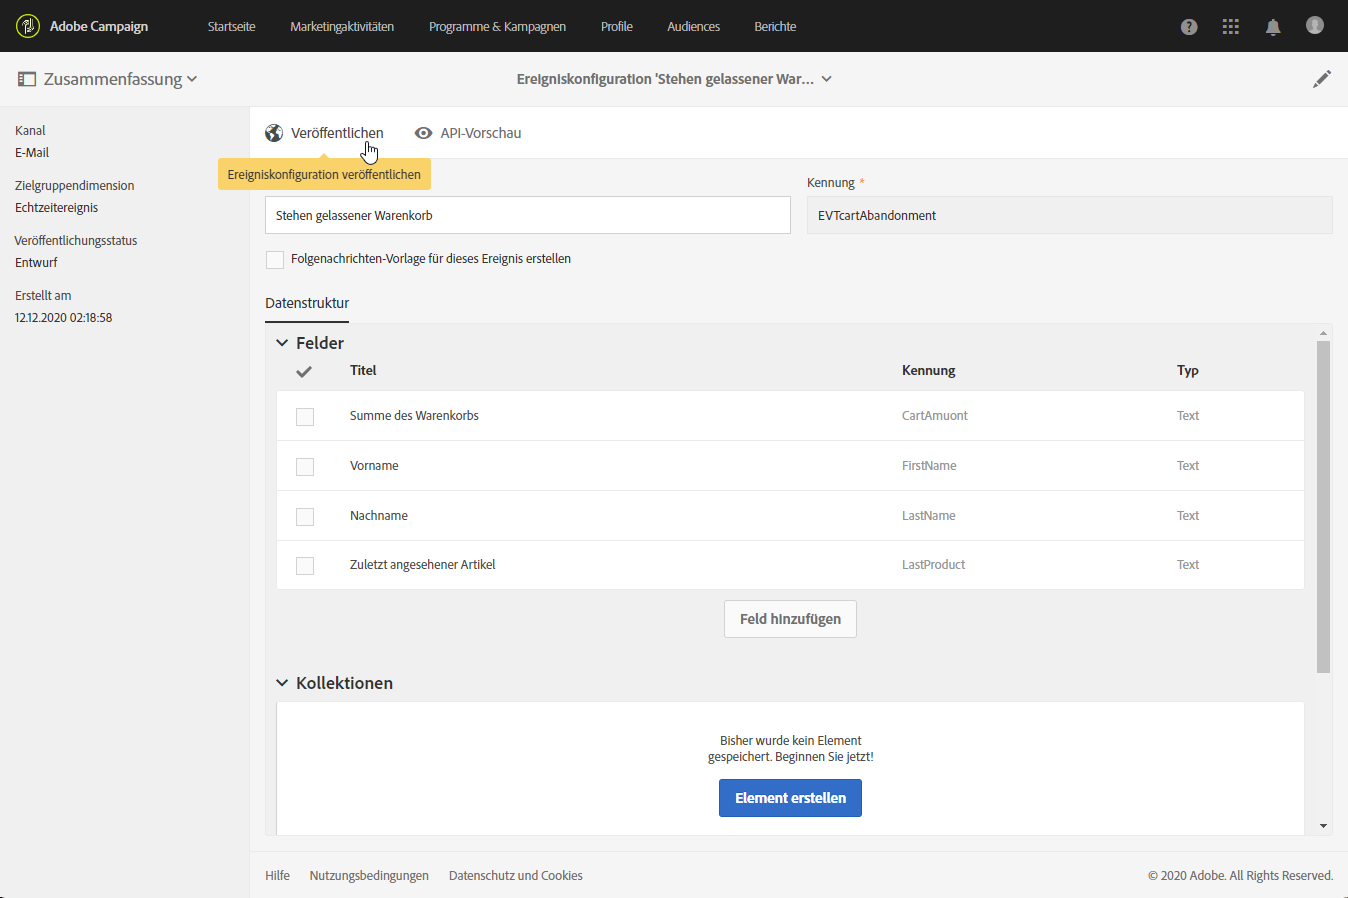 Adobe Campaign Startseite Marketingaktivitäten Programme & Kampagnen Profile Audiences Berichte
Zusammenfassung Ereigniskonfiguration 'Stehen gelassener War...
Kanal
E-Mail
Zielgruppendimension
Echtzeitereignis
Veröffentlichungsstatus
Entwurf
Erstellt am
12.12.2020 02:18:58
Veröffentlichen API-Vorschau
Ereigniskonfiguration veröffentlichen
Kennung *
Stehen gelassener Warenkorb EVTcartAbandonment
Folgenachrichten-Vorlage für dieses Ereignis erstellen
Datenstruktur
Felder
Titel Kennung Typ
Summe des Warenkorbs CartAmuont Text
Vorname FirstName Text
Nachname LastName Text
Zuletzt angesehener Artikel LastProduct Text
Feld hinzufügen
Kollektionen
Bisher wurde kein Element
gespeichert. Beginnen Sie jetzt!
Element erstellen
Hilfe Nutzungsbedingungen Datenschutz und Cookies © 2020 Adobe. All Rights Reserved.